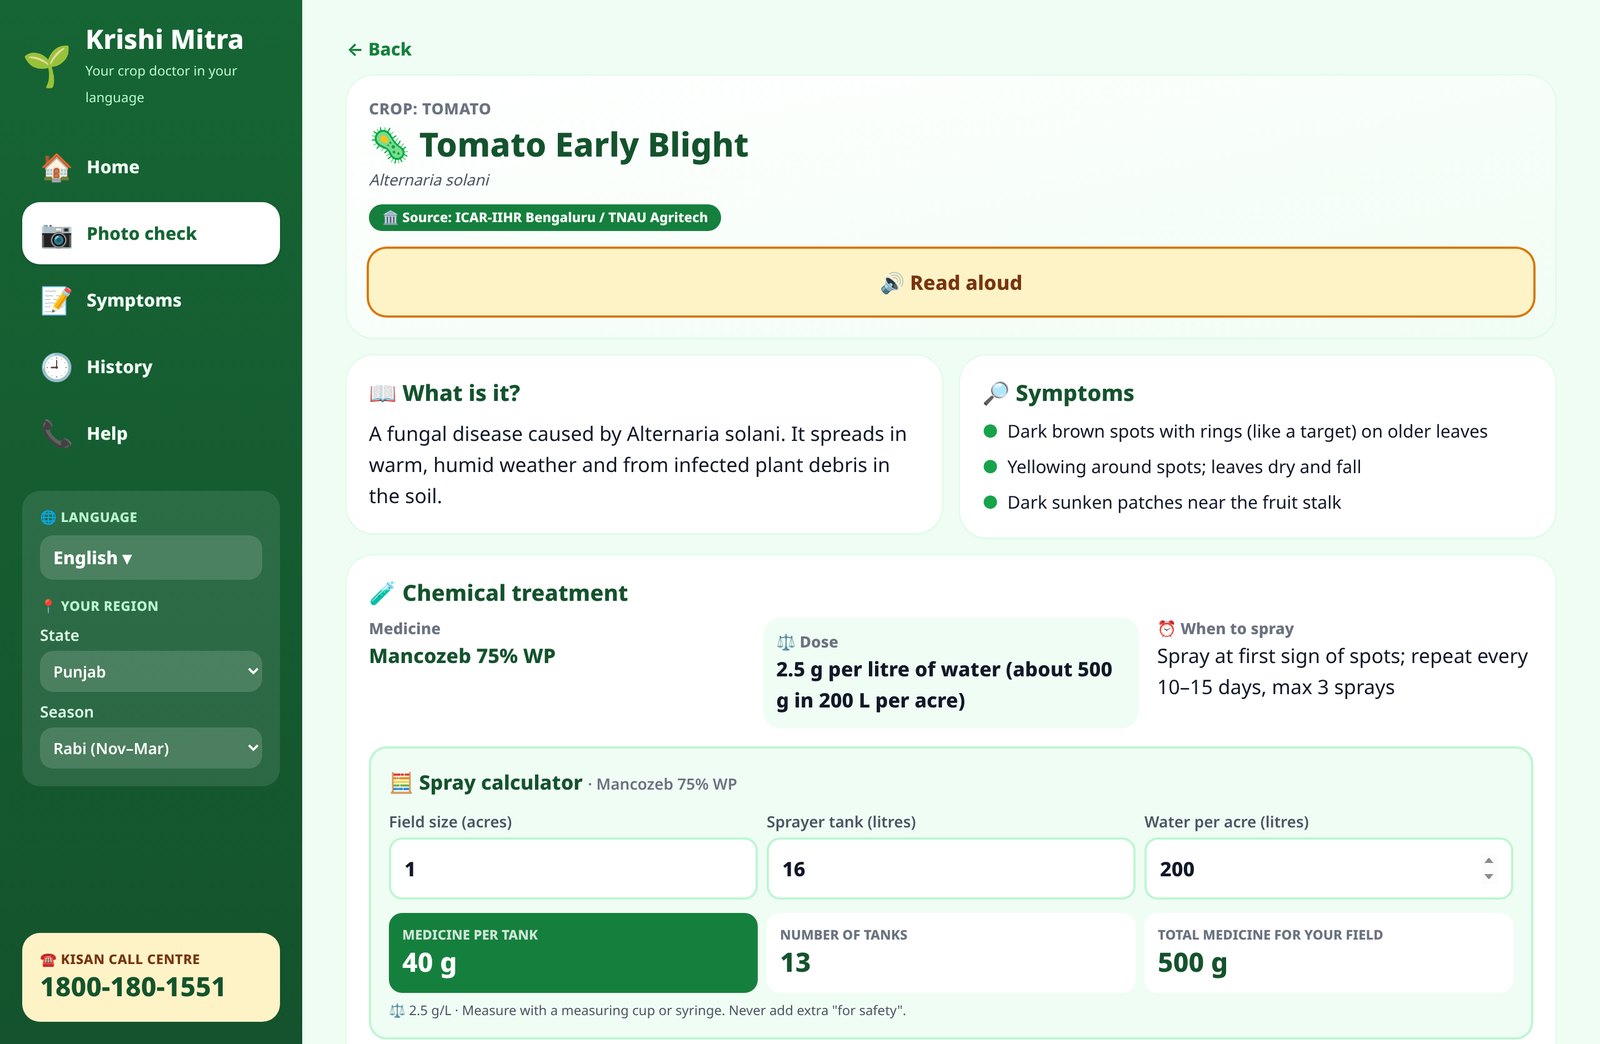 Krishi Mitra
Your crop doctor in your
language
Home
Photo check
Symptoms
History
Help
LANGUAGE
English ▾
YOUR REGION
State
Punjab
Season
Rabi (Nov–Mar)
KISAN CALL CENTRE
1800-180-1551
← Back
CROP: TOMATO
Tomato Early Blight
Alternaria solani
Source: ICAR-IIHR Bengaluru / TNAU Agritech
Read aloud
What is it?
A fungal disease caused by Alternaria solani. It spreads in
warm, humid weather and from infected plant debris in
the soil.
Symptoms
Dark brown spots with rings (like a target) on older leaves
Yellowing around spots; leaves dry and fall
Dark sunken patches near the fruit stalk
Chemical treatment
Medicine
Mancozeb 75% WP
Dose
2.5 g per litre of water (about 500
g in 200 L per acre)
When to spray
Spray at first sign of spots; repeat every
10–15 days, max 3 sprays
Spray calculator · Mancozeb 75% WP
Field size (acres)
1
Sprayer tank (litres)
16
Water per acre (litres)
200
MEDICINE PER TANK
40 g
NUMBER OF TANKS
13
TOTAL MEDICINE FOR YOUR FIELD
500 g
2.5 g/L · Measure with a measuring cup or syringe. Never add extra "for safety".